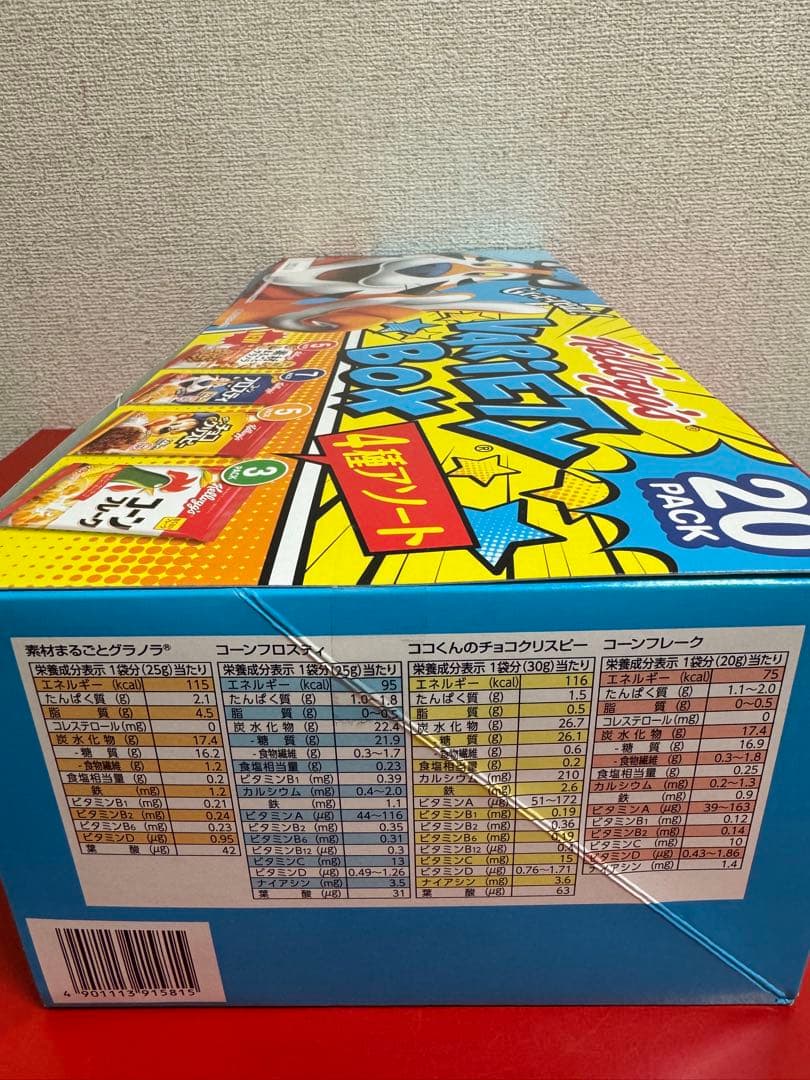 Kellogg's
VARIETY
BOX
20
PACK
4種アソート
7
5
3
PACK
Kellogg's
コーン
フレーク
素材まるごとグラノラ®
栄養成分表示 1袋分(25g)当たり
エネルギー (kcal) 115
たんぱく質 (g) 2.1
脂質 (g) 4.5
コレステロール(mg) 0
炭水化物 (g) 17.4
-糖質 (g) 16.2
-食物繊維 (g) 1.2
食塩相当量 (g) 0.2
鉄 (mg) 1.2
ビタミンB1 (mg) 0.21
ビタミンB2 (mg) 0.24
ビタミンB6 (mg) 0.23
ビタミンD (μg) 0.95
葉酸 (μg) 42
コーンフロスティ
栄養成分表示 1袋分(25g)当たり
エネルギー (kcal) 95
たんぱく質 (g) 1.0~1.8
脂質 (g)
炭水化物 (g) 22.4
-糖質 (g) 21.9
-食物繊維 (g) 0.3~1.7
食塩相当量 (g) 0.23
ビタミンB1 (mg) 0.39
カルシウム (mg) 0.4~2.0
鉄 (mg) 1.1
ビタミンA (μg) 44~116
ビタミンB2 (mg) 0.35
ビタミンB6 (mg) 0.31
ビタミンB12 (μg) 0.3
ビタミンC (mg) 13
ビタミンD (μg) 0.49~1.26
ナイアシン (mg) 3.5
葉酸 (μg) 31
ココくんのチョコクリスピー
栄養成分表示 1袋分(30g)当たり
エネルギー (kcal) 116
たんぱく質 (g) 1.5
脂質 (g) 0.5
炭水化物 (g) 26.7
-糖質 (g) 26.1
-食物繊維 (g) 0.6
食塩相当量 (g) 0.2
カルシウム (mg) 210
鉄 (mg) 2.6
ビタミンA (μg) 51~172
ビタミンB1 (mg) 0.19
ビタミンB2 (mg) 0.36
ビタミンB6 (mg)
ビタミンB12 (μg)
ビタミンC (mg) 15
ビタミンD (μg) 0.76~1.71
ナイアシン (mg) 3.6
葉酸 (μg) 63
コーンフレーク
栄養成分表示 1袋分(20g)当たり
エネルギー (kcal) 75
たんぱく質 (g) 1.1~2.0
脂質 (g) 0~0.5
コレステロール(mg) 0
炭水化物 (g) 17.4
-糖質 (g) 16.9
-食物繊維 (g) 0.3~1.8
食塩相当量 (g) 0.25
カルシウム (mg) 0.2~1.3
鉄 (mg) 0.9
ビタミンA (μg) 39~163
ビタミンB1 (mg) 0.12
ビタミンB2 (mg) 0.14
ビタミンC (mg) 10
ビタミンD (μg) 0.43~1.86
ナイアシン (mg) 1.4
4 901113 915815